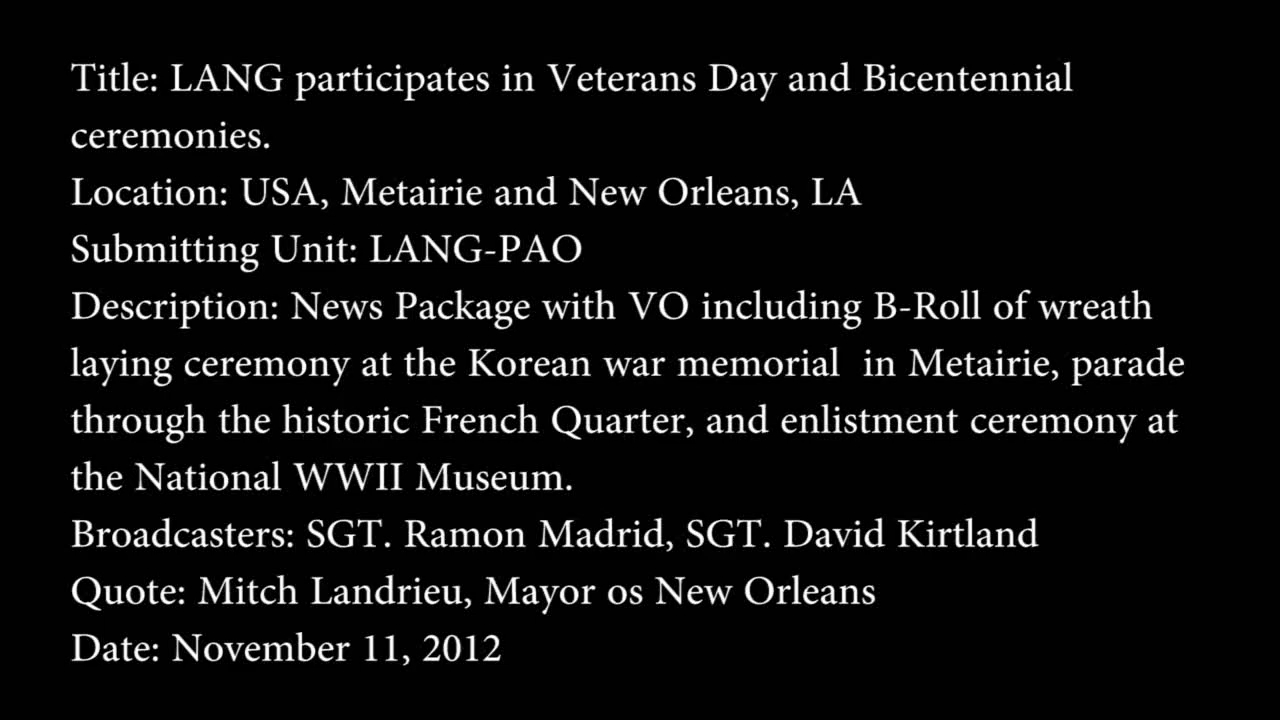 Title: LANG participates in Veterans Day and Bicentennial
ceremonies.
Location: USA, Metairie and New Orleans, LA
Submitting Unit: LANG-PAO
Description: News Package with VO including B-Roll of wreath
laying ceremony at the Korean war memorial  in Metairie, parade
through the historic French Quarter, and enlistment ceremony at
the National WWII Museum.
Broadcasters: SGT. Ramon Madrid, SGT. David Kirtland
Quote: Mitch Landrieu, Mayor os New Orleans
Date: November 11, 2012